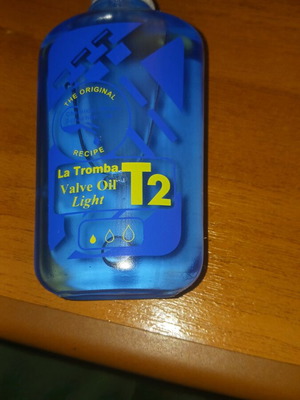 THE ORIGINAL
RECIPE
La Tromba
Valve Oil
Light
T2